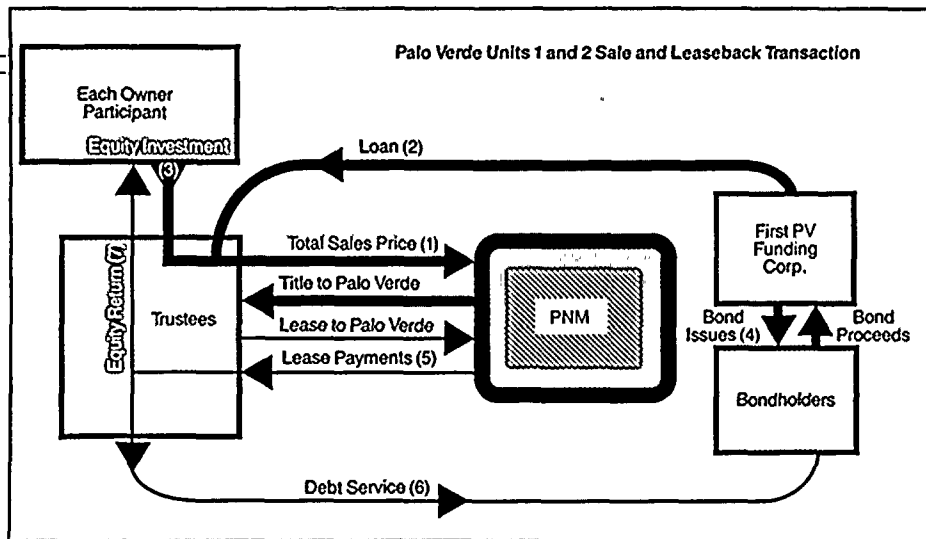 Palo Verde Units 1 and 2 Sale and Leaseback Transaction
Each Owner
Participant
Equity Investment
(3)
Loan (2)
First PV
Funding
Corp.
Total Sales Price (1)
Title to Palo Verde
Trustees
PNM
Equity Return (7)
Lease to Palo Verde
Lease Payments (5)
Bond
Issues (4)
Bond
Proceeds
Bondholders
Debt Service (6)